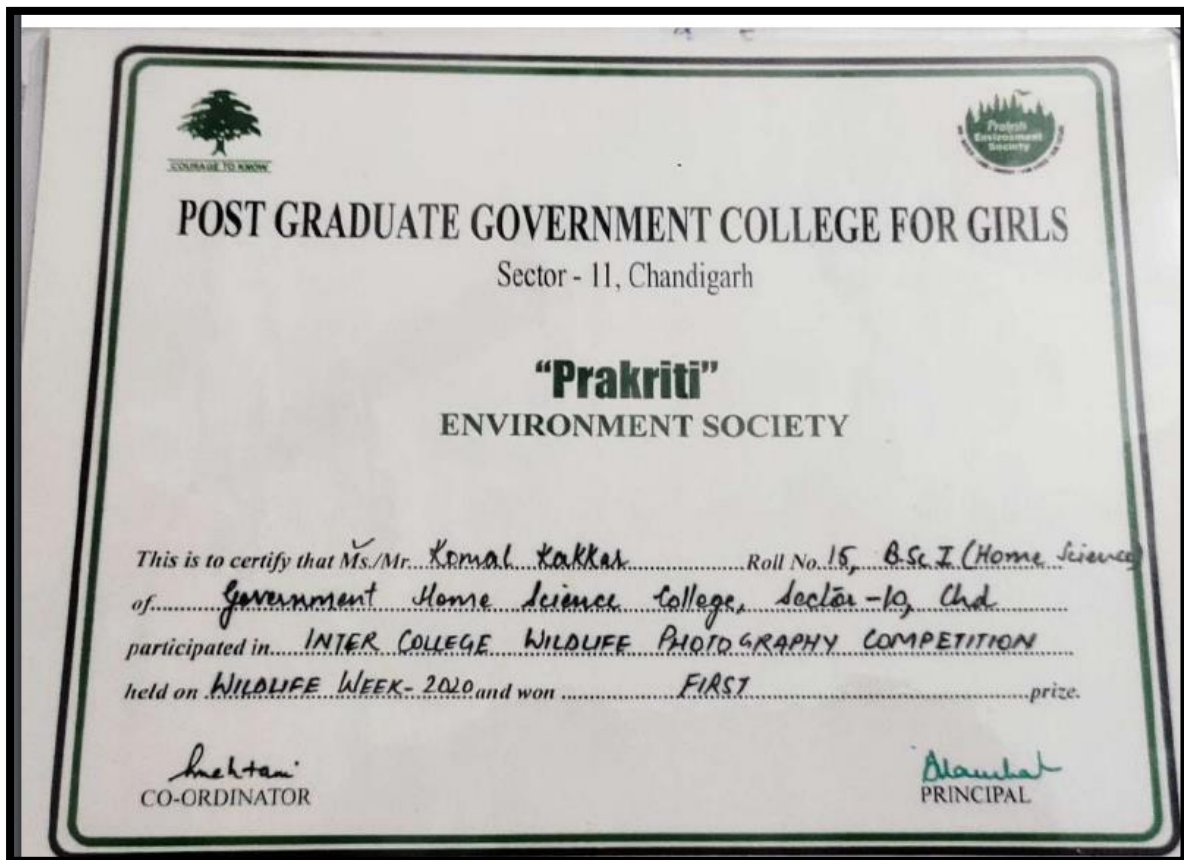 COURAGE TO KNOW
Prakriti
Environment
Society
POST GRADUATE GOVERNMENT COLLEGE FOR GIRLS
Sector - 11, Chandigarh
“Prakriti”
ENVIRONMENT SOCIETY
This is to certify that Ms./Mr. Komal Kakkar Roll No. 15, B.Sc I (Home Science)
of Government Home Science College, Sector-10, Chd
participated in INTER COLLEGE WILDLIFE PHOTOGRAPHY COMPETITION
held on WILDLIFE WEEK-2020 and won FIRST prize.
CO-ORDINATOR
PRINCIPAL